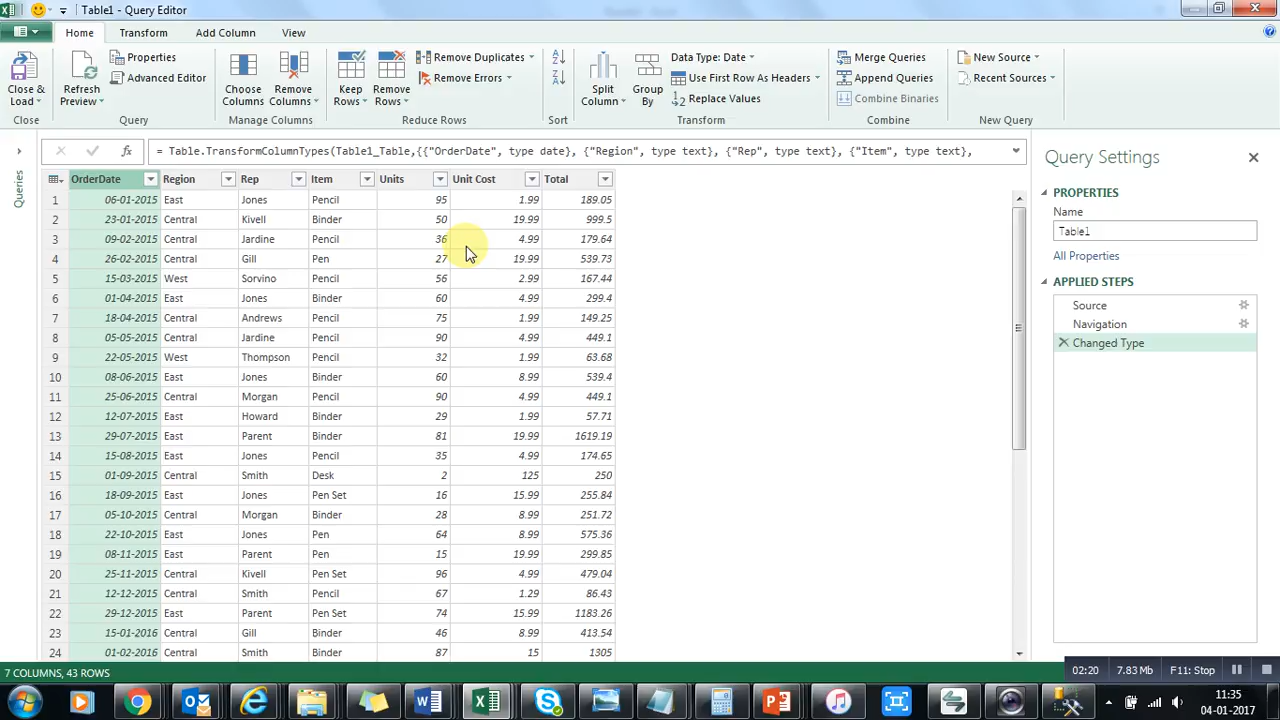 Table1 - Query Editor
Home Transform Add Column View
Close & Load
Refresh Preview
Properties
Advanced Editor
Choose Columns
Remove Columns
Keep Rows
Remove Rows
Remove Duplicates
Remove Errors
Split Column
Group By
Data Type: Date
Use First Row As Headers
Replace Values
Merge Queries
Append Queries
Combine Binaries
New Source
Recent Sources
Close Query Manage Columns Reduce Rows Sort Transform Combine New Query
= Table.TransformColumnTypes(Table1_Table,{{"OrderDate", type date}, {"Region", type text}, {"Rep", type text}, {"Item", type text},
Queries
OrderDate Region Rep Item Units Unit Cost Total
1 06-01-2015 East Jones Pencil 95 1.99 189.05
2 23-01-2015 Central Kivell Binder 50 19.99 999.5
3 09-02-2015 Central Jardine Pencil 36 4.99 179.64
4 26-02-2015 Central Gill Pen 27 19.99 539.73
5 15-03-2015 West Sorvino Pencil 56 2.99 167.44
6 01-04-2015 East Jones Binder 60 4.99 299.4
7 18-04-2015 Central Andrews Pencil 75 1.99 149.25
8 05-05-2015 Central Jardine Pencil 90 4.99 449.1
9 22-05-2015 West Thompson Pencil 32 1.99 63.68
10 08-06-2015 East Jones Binder 60 8.99 539.4
11 25-06-2015 Central Morgan Pencil 90 4.99 449.1
12 12-07-2015 East Howard Binder 29 1.99 57.71
13 29-07-2015 East Parent Binder 81 19.99 1619.19
14 15-08-2015 East Jones Pencil 35 4.99 174.65
15 01-09-2015 Central Smith Desk 2 125 250
16 18-09-2015 East Jones Pen Set 16 15.99 255.84
17 05-10-2015 Central Morgan Binder 28 8.99 251.72
18 22-10-2015 East Jones Pen 64 8.99 575.36
19 08-11-2015 East Parent Pen 15 19.99 299.85
20 25-11-2015 Central Kivell Pen Set 96 4.99 479.04
21 12-12-2015 Central Smith Pencil 67 1.29 86.43
22 29-12-2015 East Parent Pen Set 74 15.99 1183.26
23 15-01-2016 Central Gill Binder 46 8.99 413.54
24 01-02-2016 Central Smith Binder 87 15 1305
Query Settings
PROPERTIES
Name
Table1
All Properties
APPLIED STEPS
Source
Navigation
Changed Type
7 COLUMNS, 43 ROWS
02:20 7.83 Mb F11: Stop
11:35
04-01-2017